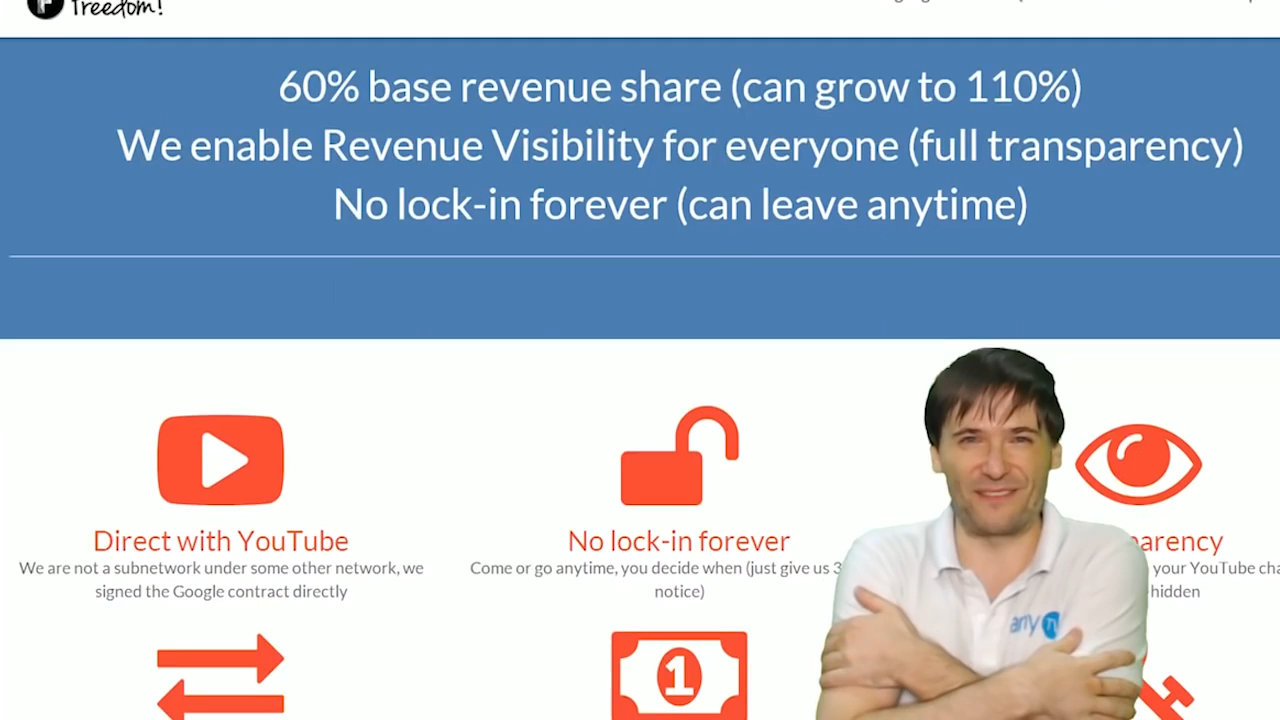 Freedom!
60% base revenue share (can grow to 110%)
We enable Revenue Visibility for everyone (full transparency)
No lock-in forever (can leave anytime)
Direct with YouTube
We are not a subnetwork under some other network, we
signed the Google contract directly
No lock-in forever
Come or go anytime, you decide when (just give us 3
notice)
your YouTube
hidden
any TV
1